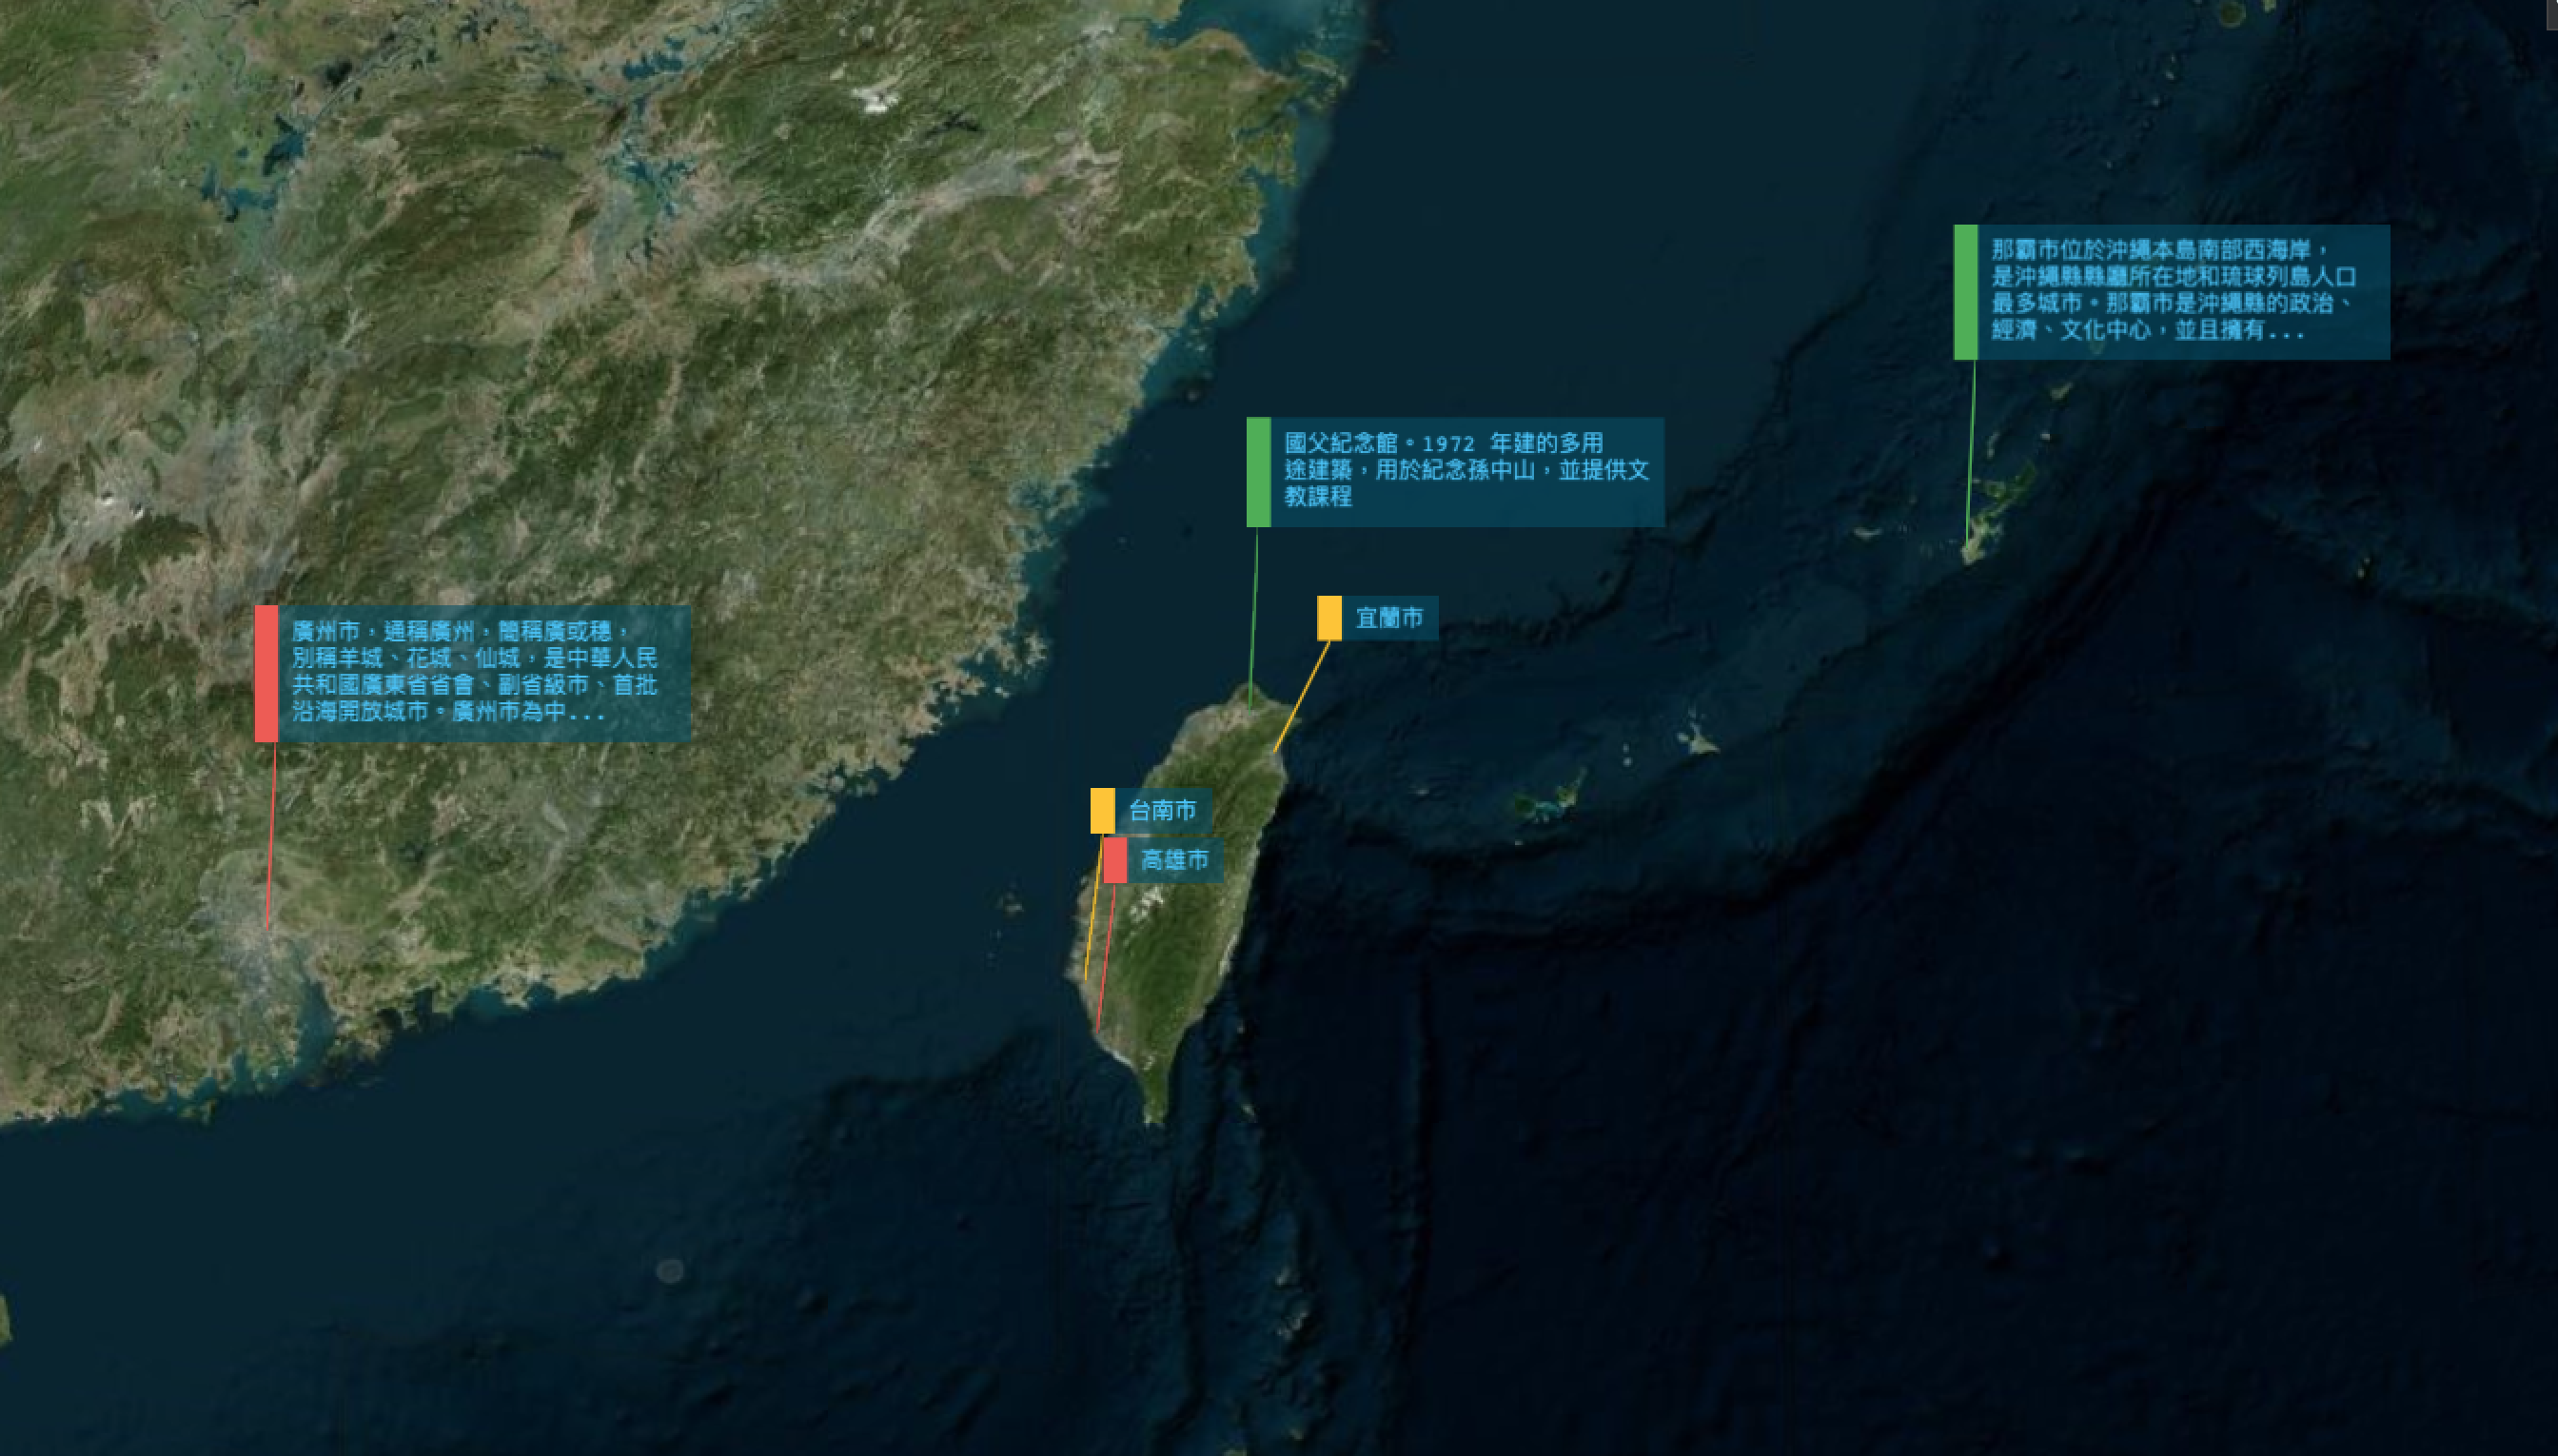 那霸市位於沖繩本島南部西海岸，
是沖繩縣縣廳所在地和琉球列島人口
最多城市。那霸市是沖繩縣的政治、
經濟、文化中心，並且擁有...
國父紀念館。1972 年建的多用
途建築，用於紀念孫中山，並提供文
教課程
宜蘭市
廣州市，通稱廣州，簡稱廣或穗，
別稱羊城、花城、仙城，是中華人民
共和國廣東省省會、副省級市、首批
沿海開放城市。廣州市為中...
台南市
高雄市